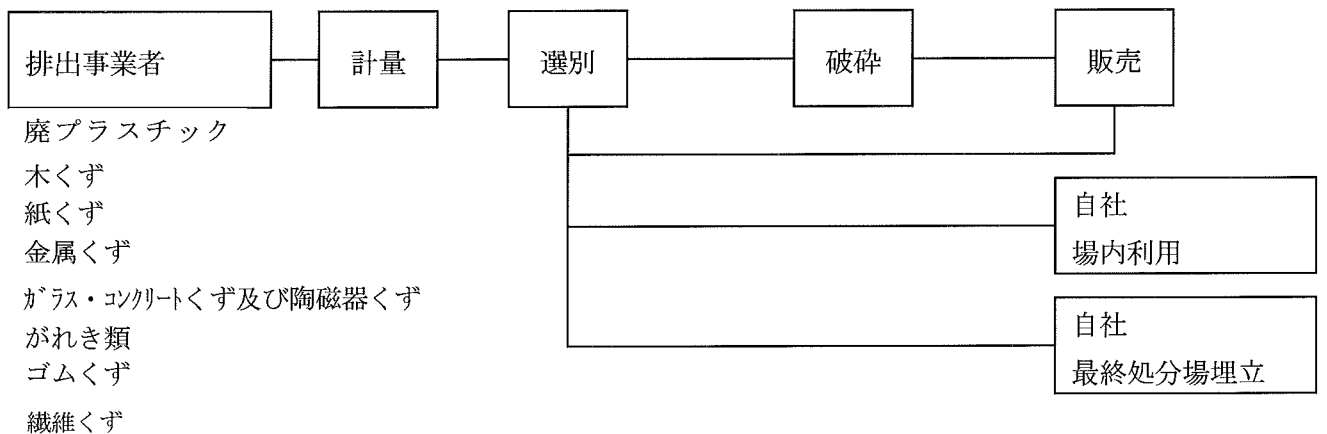 排出事業者
計量
選別
破砕
販売
廃プラスチック
木くず
紙くず
金属くず
ｶﾞﾗｽ・ｺﾝｸﾘｰﾄくず及び陶磁器くず
がれき類
ゴムくず
繊維くず
自社
場内利用
自社
最終処分場埋立